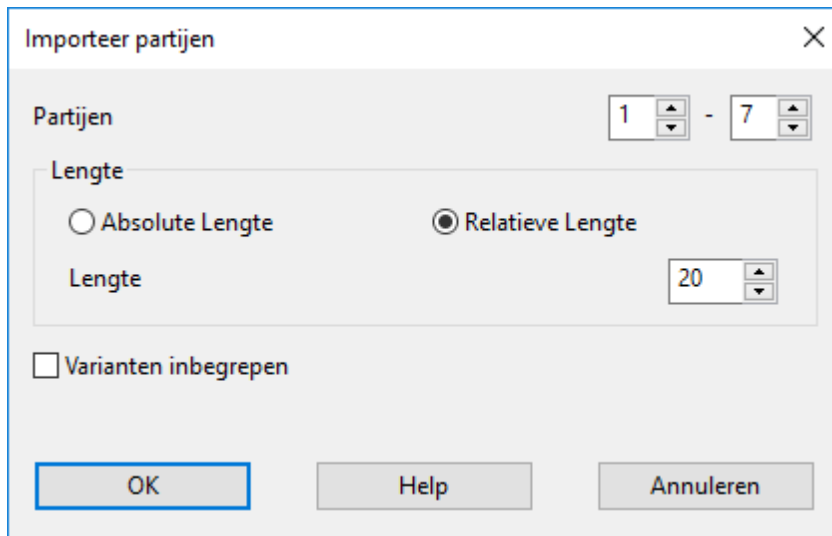 Importeer partijen
Partijen 1 - 7
Lengte
Absolute Lengte Relatieve Lengte
Lengte 20
Varianten inbegrepen
OK Help Annuleren